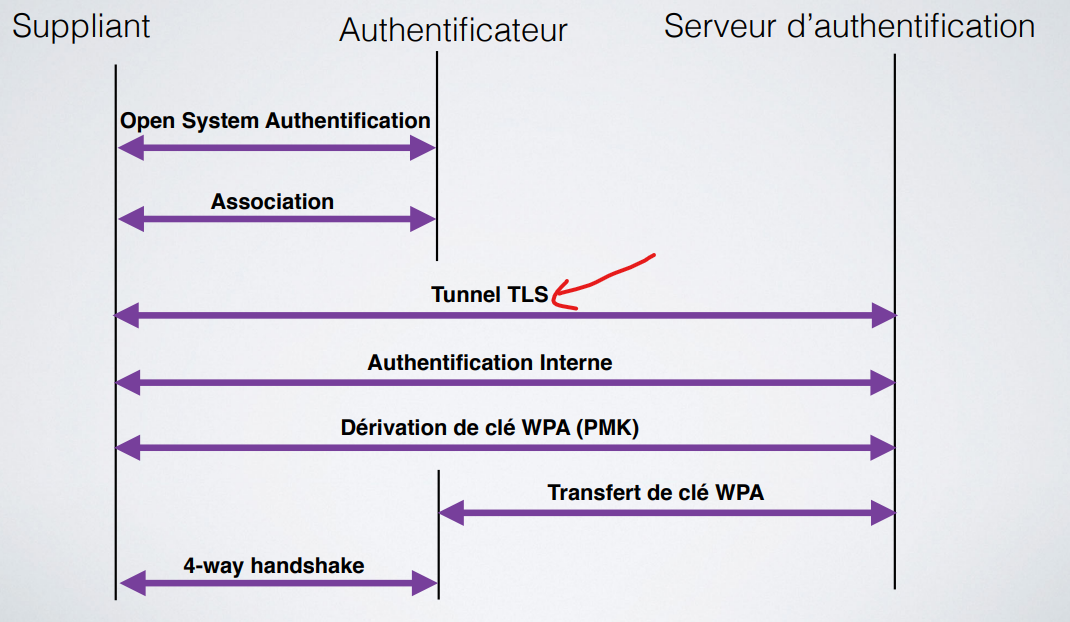 Suppliant
Authentificateur
Serveur d’authentification
Open System Authentification
Association
Tunnel TLS
Authentification Interne
Dérivation de clé WPA (PMK)
Transfert de clé WPA
4-way handshake